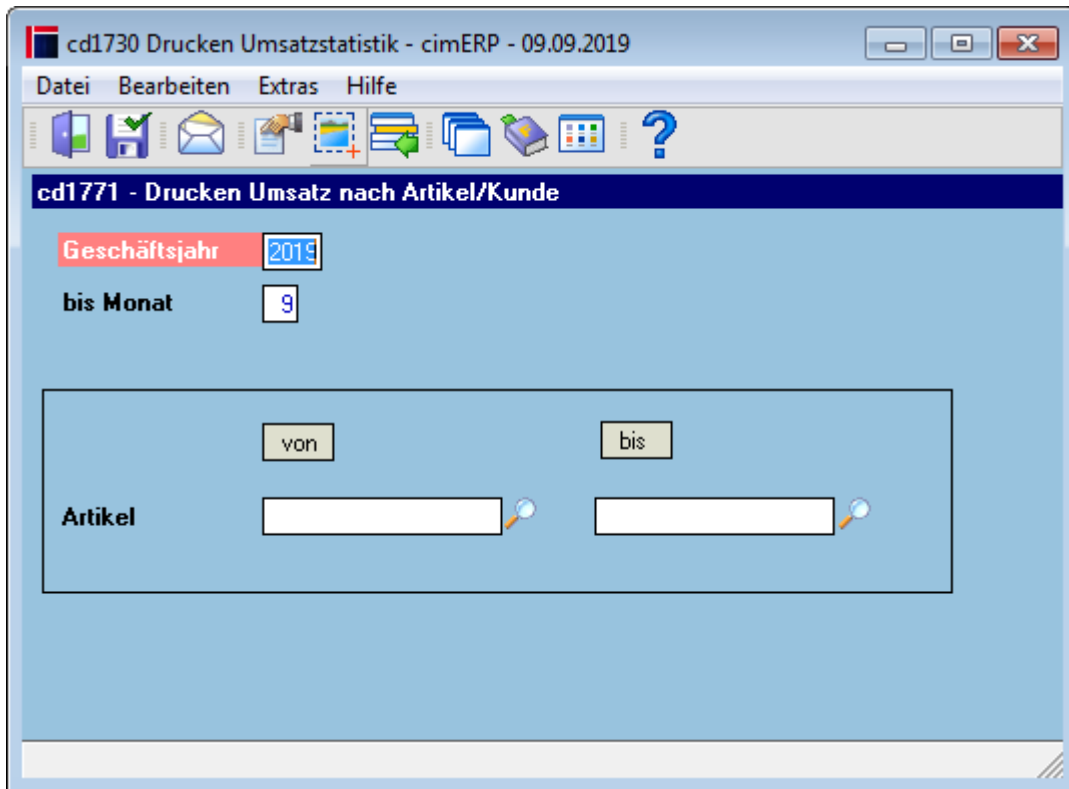 cd1730 Drucken Umsatzstatistik - cimERP - 09.09.2019
Datei Bearbeiten Extras Hilfe
cd1771 - Drucken Umsatz nach Artikel/Kunde
Geschäftsjahr 2019
bis Monat 9
von bis
Artikel